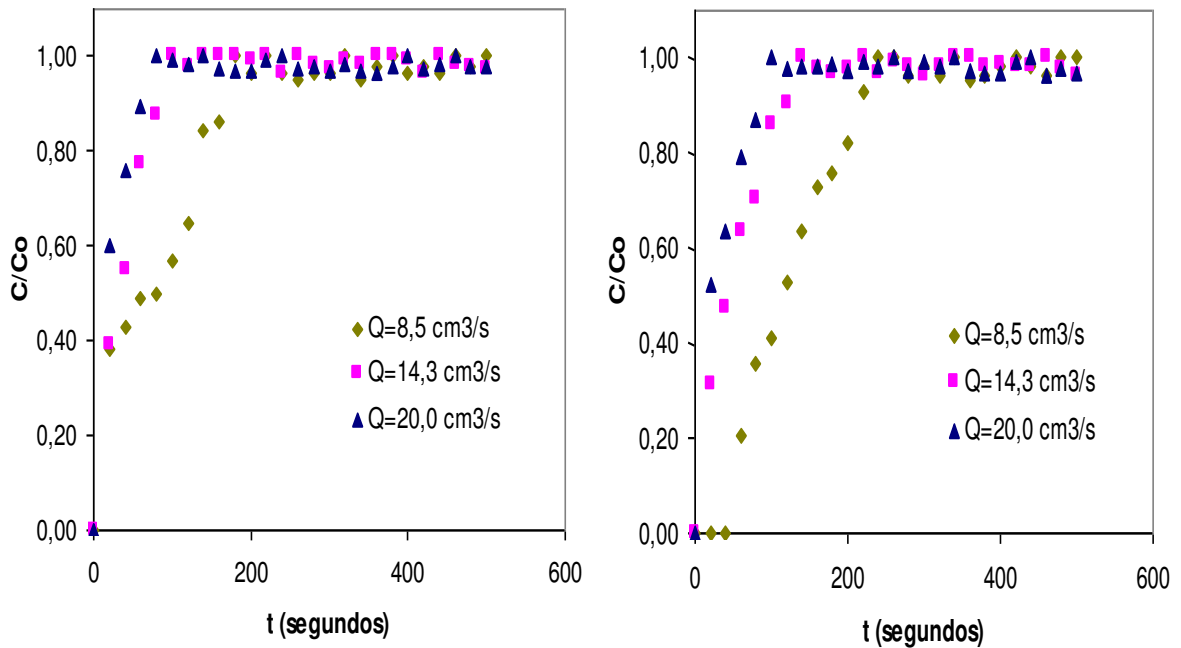 1,00
0,80
0,60
0,40
0,20
0,00
C/Co
Q=8,5 cm3/s
Q=14,3 cm3/s
Q=20,0 cm3/s
0 200 400 600
t (segundos)
1,00
0,80
0,60
0,40
0,20
0,00
C/Co
Q=8,5 cm3/s
Q=14,3 cm3/s
Q=20,0 cm3/s
0 200 400 600
t (segundos)